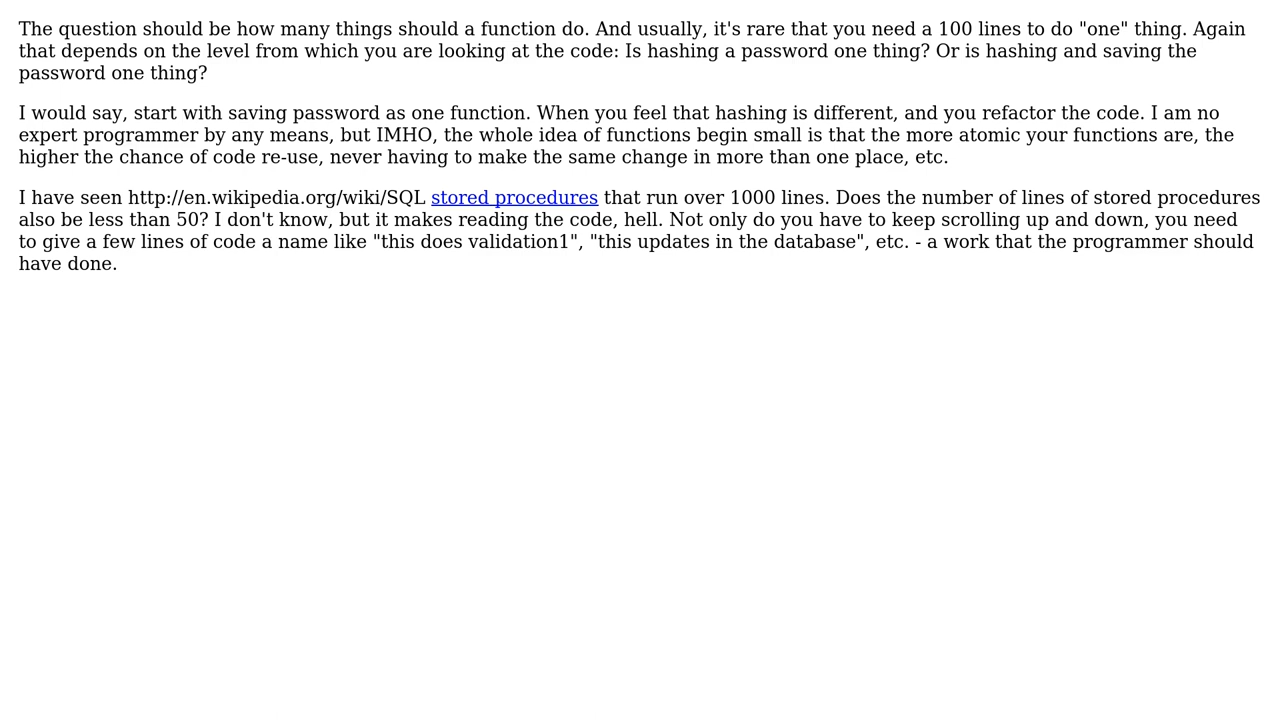 The question should be how many things should a function do. And usually, it's rare that you need a 100 lines to do "one" thing. Again
that depends on the level from which you are looking at the code: Is hashing a password one thing? Or is hashing and saving the
password one thing?
I would say, start with saving password as one function. When you feel that hashing is different, and you refactor the code. I am no
expert programmer by any means, but IMHO, the whole idea of functions begin small is that the more atomic your functions are, the
higher the chance of code re-use, never having to make the same change in more than one place, etc.
I have seen http://en.wikipedia.org/wiki/SQL stored procedures that run over 1000 lines. Does the number of lines of stored procedures
also be less than 50? I don't know, but it makes reading the code, hell. Not only do you have to keep scrolling up and down, you need
to give a few lines of code a name like "this does validation1", "this updates in the database", etc. - a work that the programmer should
have done.